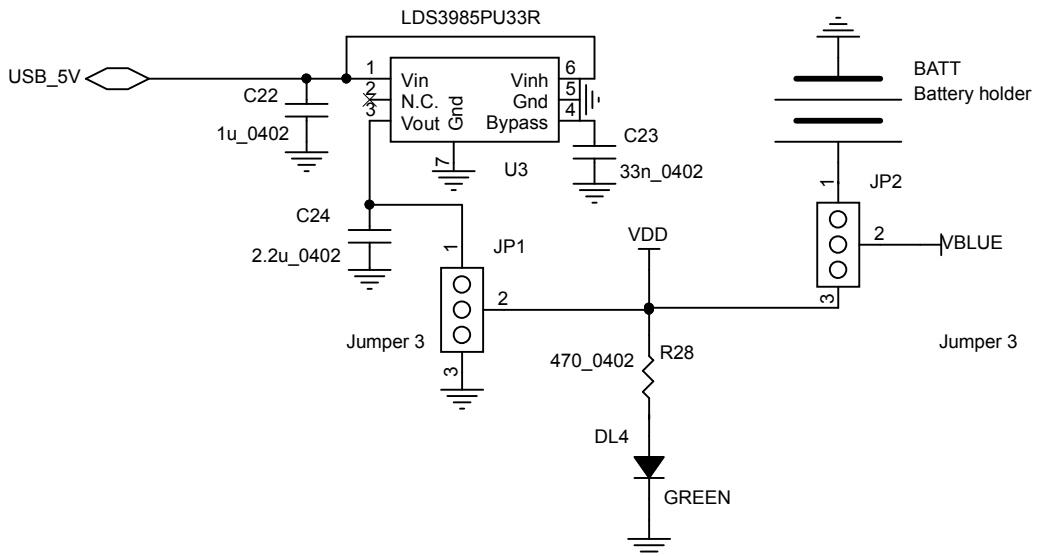 LDS3985PU33R
USB_5V
C22
1u_0402
1
2
3
Vin
N.C.
Vout
Gnd
Vinh
Gnd
Bypass
6
5
4
7
U3
C23
33n_0402
BATT
Battery holder
C24
2.2u_0402
1
JP1
2
3
Jumper 3
VDD
1
JP2
2
VBLUE
3
Jumper 3
470_0402
R28
DL4
GREEN